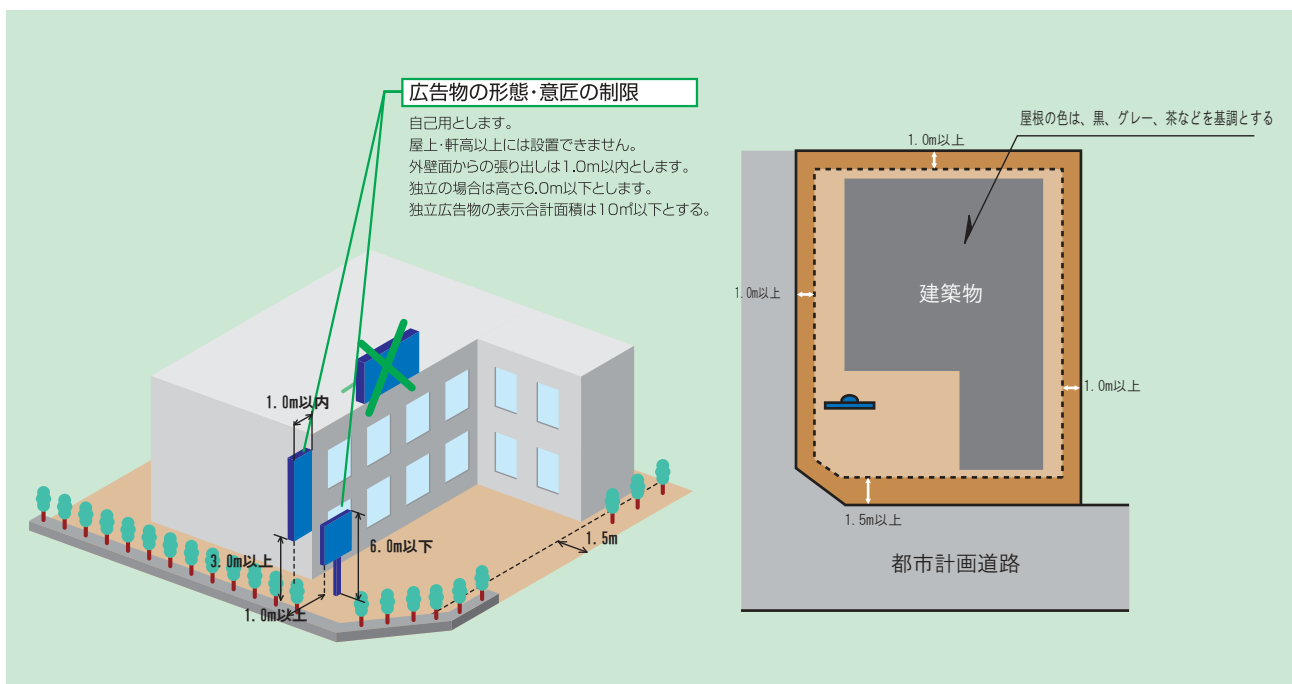 広告物の形態・意匠の制限
自己用とします。
屋上・軒高以上には設置できません。
外壁面からの張り出しは1.0m以内とします。
独立の場合は高さ6.0m以下とします。
独立広告物の表示合計面積は10㎡以下とする。
1.0m以内
3.0m以上
6.0m以下
1.0m以上
1.5m
屋根の色は、黒、グレー、茶などを基調とする
1.0m以上
1.0m以上
建築物
1.0m以上
1.5m以上
都市計画道路